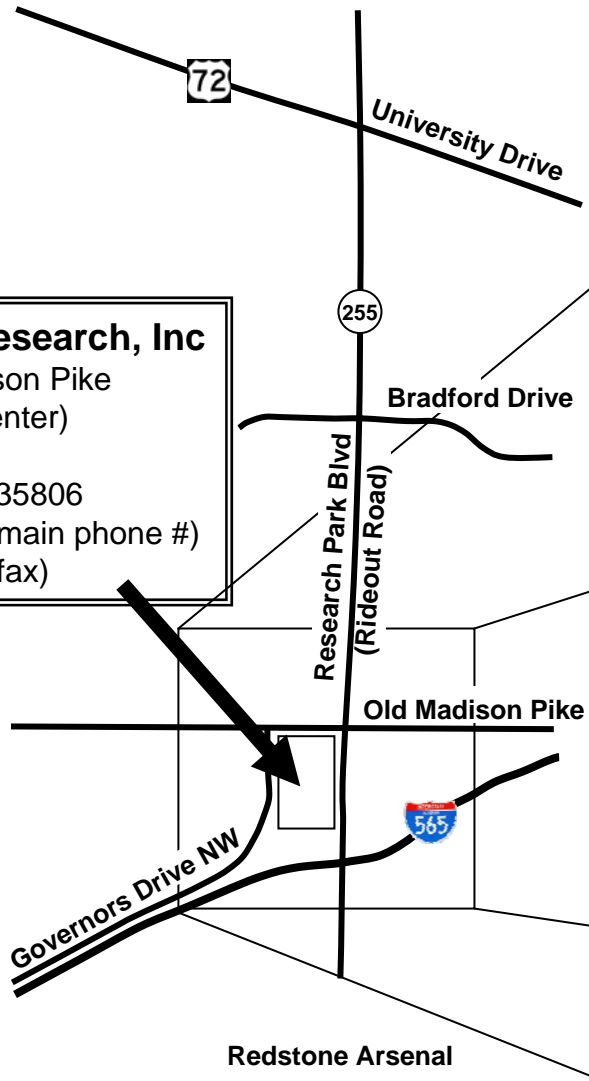 72
University Drive
255
Bradford Drive
esearch, Inc
son Pike
enter)
35806
main phone #)
fax)
Research Park Blvd
(Rideout Road)
Old Madison Pike
565
Governors Drive NW
Redstone Arsenal